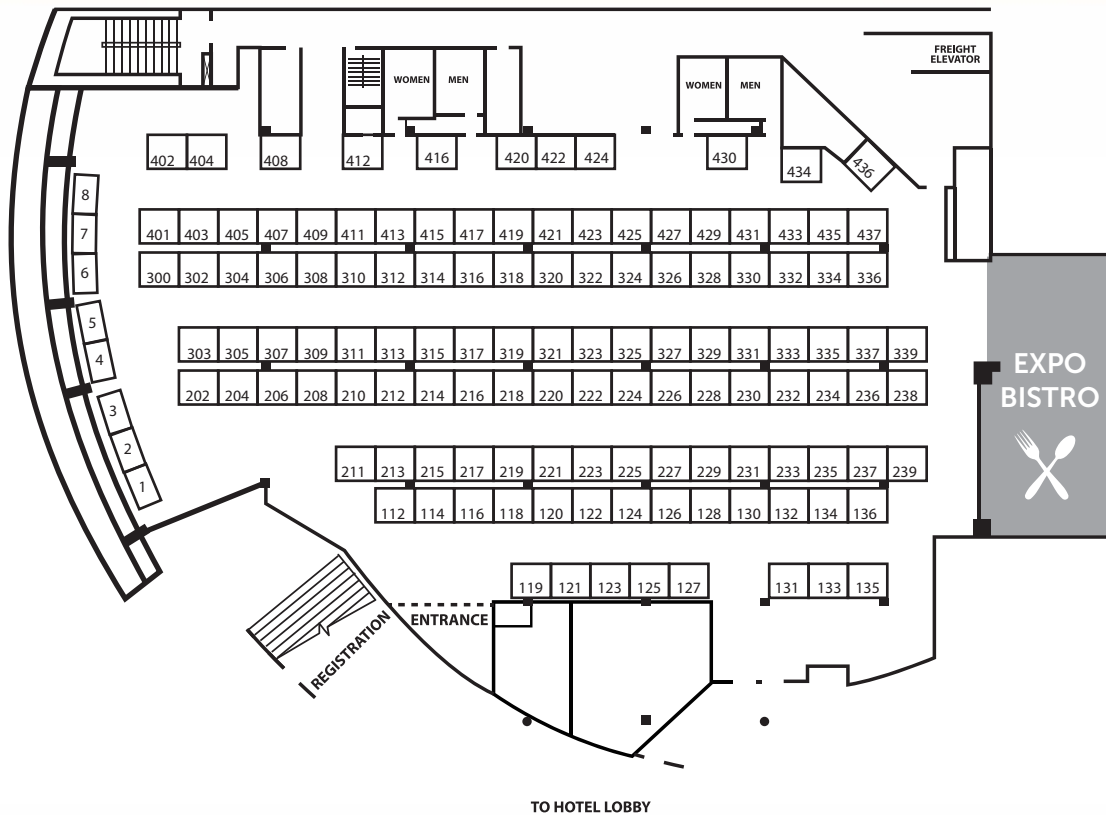 FREIGHT
ELEVATOR
WOMEN MEN
WOMEN MEN
402 404 408 412 416 420 422 424 430 434 436
8
7
6
5
4
3
2
1
401 403 405 407 409 411 413 415 417 419 421 423 425 427 429 431 433 435 437
300 302 304 306 308 310 312 314 316 318 320 322 324 326 328 330 332 334 336
303 305 307 309 311 313 315 317 319 321 323 325 327 329 331 333 335 337 339
202 204 206 208 210 212 214 216 218 220 222 224 226 228 230 232 234 236 238
EXPO
BISTRO
211 213 215 217 219 221 223 225 227 229 231 233 235 237 239
112 114 116 118 120 122 124 126 128 130 132 134 136
119 121 123 125 127 131 133 135
ENTRANCE
REGISTRATION
TO HOTEL LOBBY